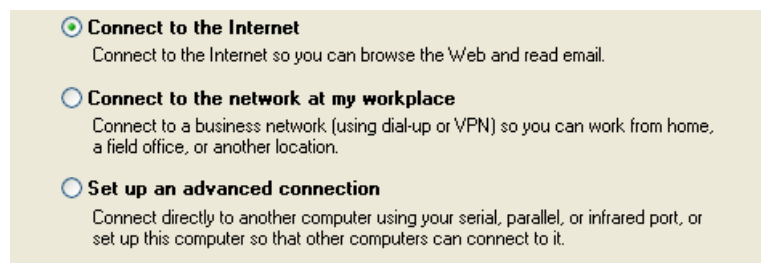 Connect to the Internet
Connect to the Internet so you can browse the Web and read email.
Connect to the network at my workplace
Connect to a business network (using dial-up or VPN) so you can work from home,
a field office, or another location.
Set up an advanced connection
Connect directly to another computer using your serial, parallel, or infrared port, or
set up this computer so that other computers can connect to it.